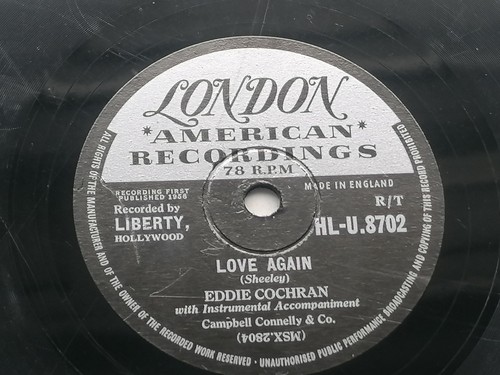 LONDON
*AMERICAN*
RECORDINGS
78 R.P.M
RECORDING FIRST
PUBLISHED 1958
MADE IN ENGLAND
Recorded by
LIBERTY,
HOLLYWOOD
R/T
HL-U.8702
LOVE AGAIN
(Sheeley)
EDDIE COCHRAN
with Instrumental Accompaniment
Campbell Connelly & Co.
(MSX.2804)
ALL RIGHTS OF THE MANUFACTURER AND OF THE OWNER OF THE RECORDED WORK RESERVED · UNAUTHORISED PUBLIC PERFORMANCE BROADCASTING AND COPYING OF THIS RECORD PROHIBITED